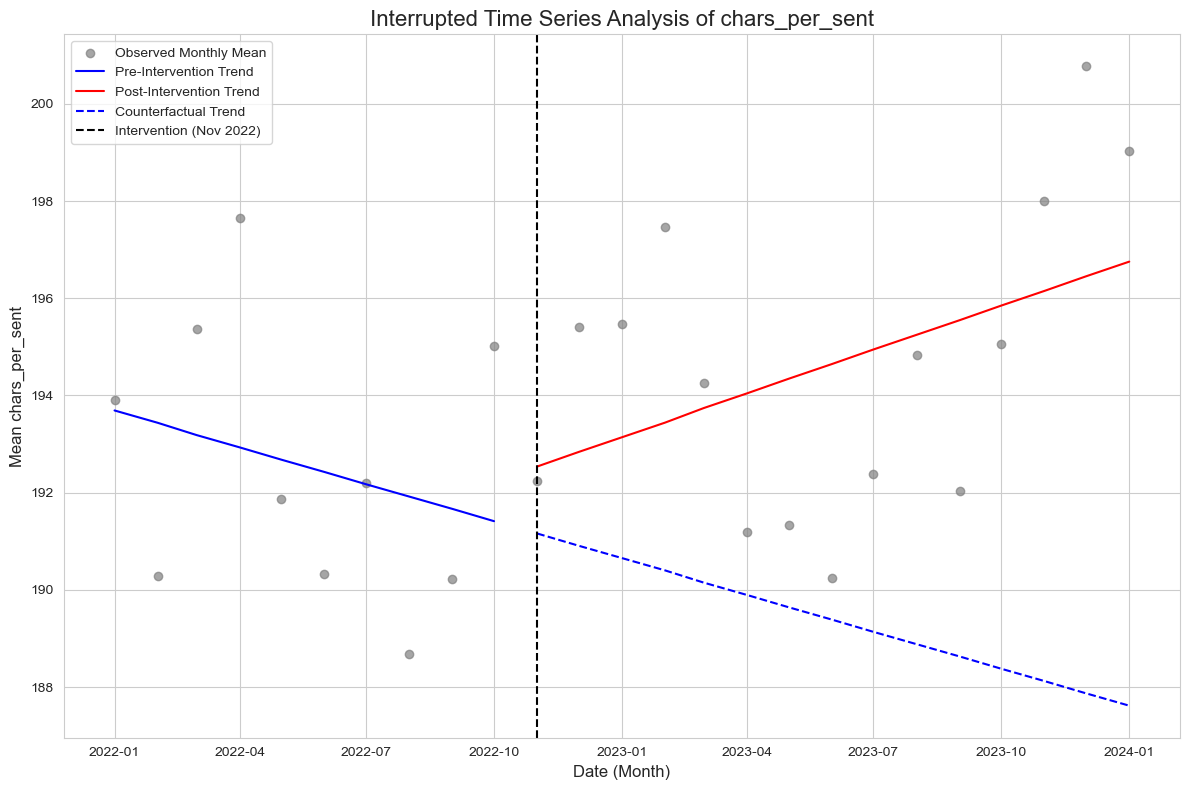 Interrupted Time Series Analysis of chars_per_sent
Observed Monthly Mean
Pre-Intervention Trend
Post-Intervention Trend
Counterfactual Trend
Intervention (Nov 2022)
Mean chars_per_sent
200
198
196
194
192
190
188
2022-01
2022-04
2022-07
2022-10
2023-01
2023-04
2023-07
2023-10
2024-01
Date (Month)